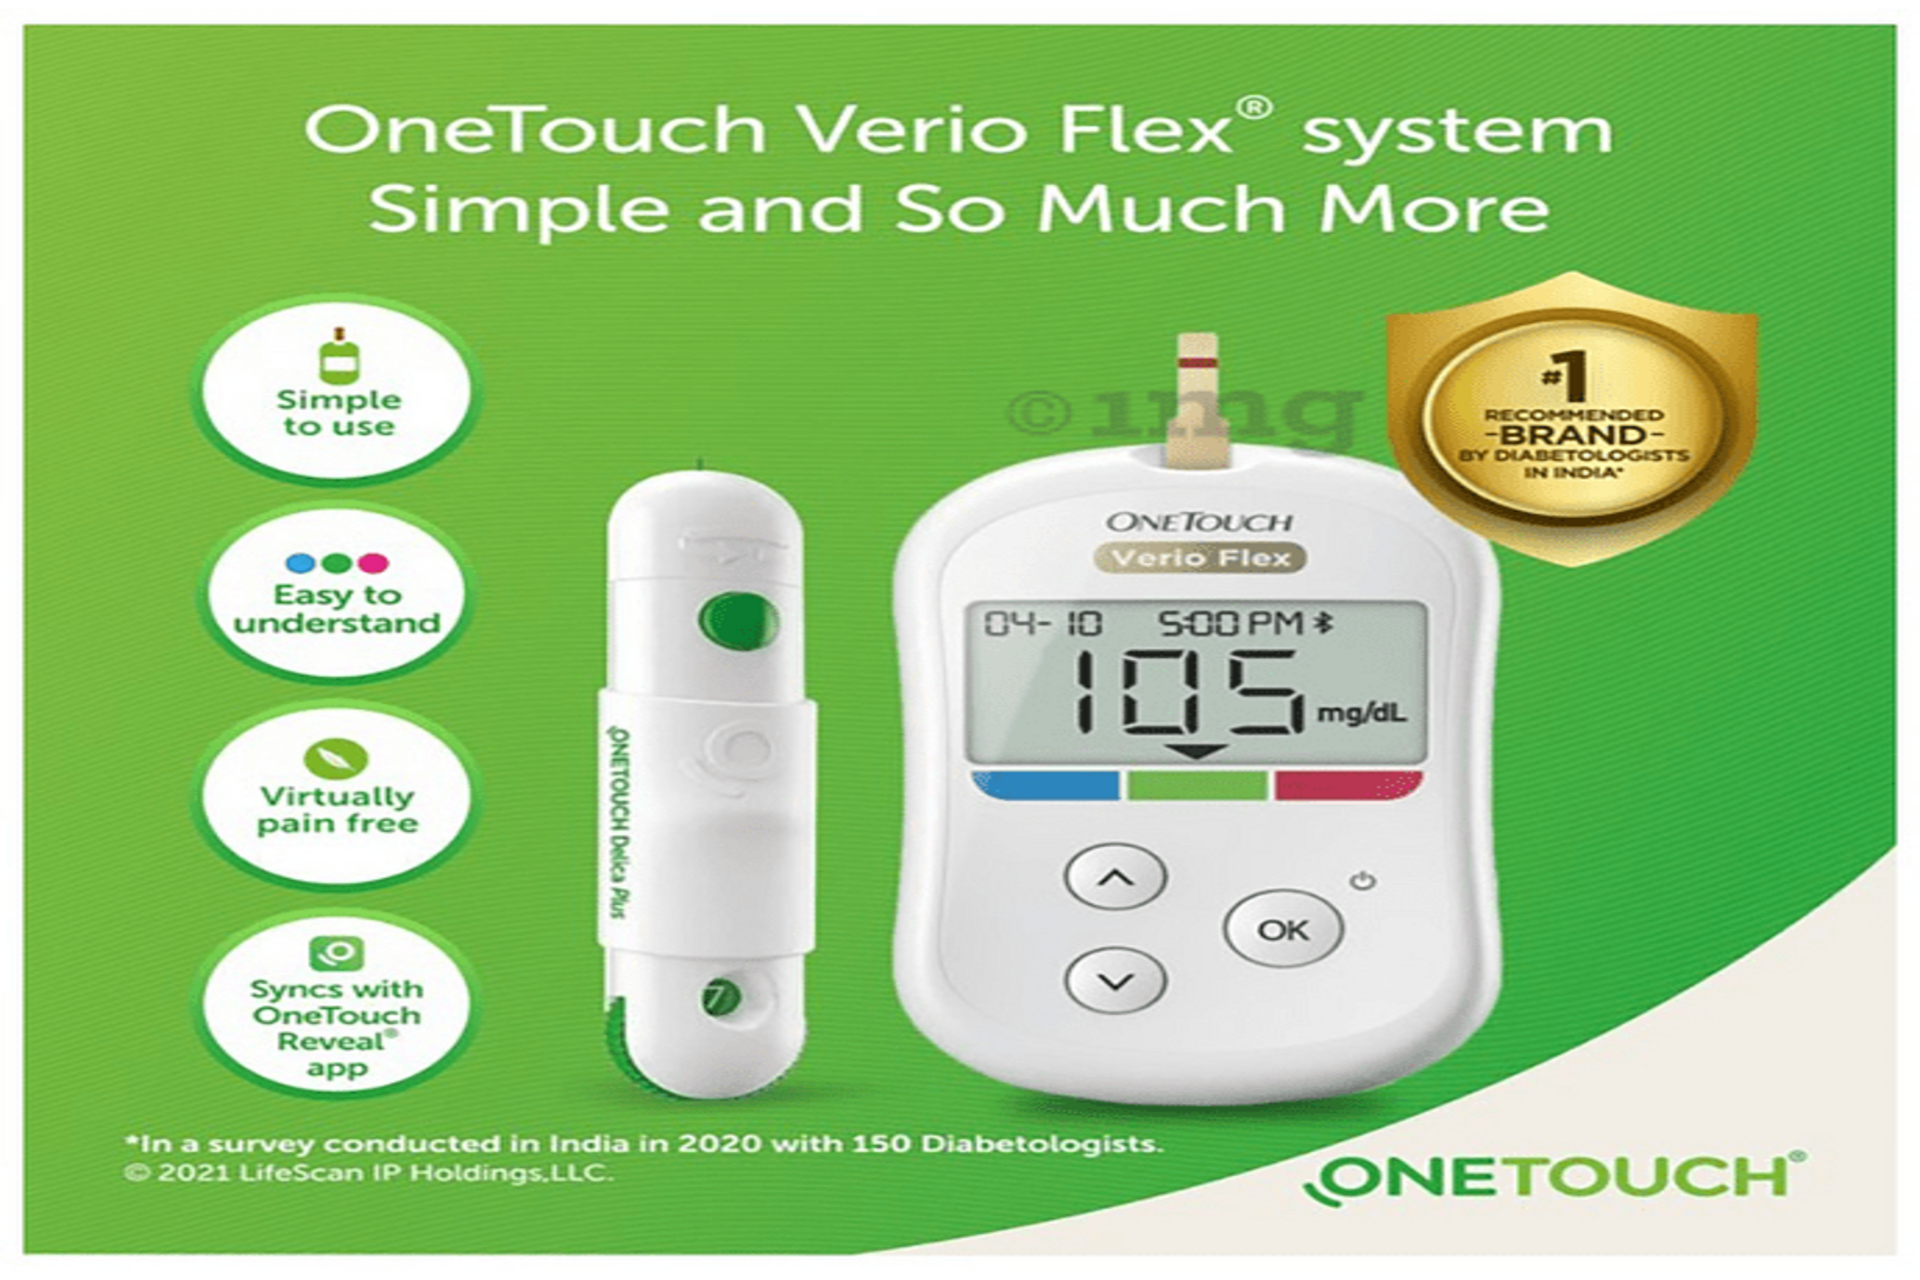 OneTouch Verio Flex® system
Simple and So Much More
Simple
to use
Easy to
understand
Virtually
pain free
Syncs with
OneTouch
Reveal®
app
ONETOUCH Delica Plus
7
© 1mg
ONETOUCH
Verio Flex
04-10 5:00 PM
105 mg/dL
OK
#1
RECOMMENDED
-BRAND-
BY DIABETOLOGISTS
IN INDIA*
*In a survey conducted in India in 2020 with 150 Diabetologists.
© 2021 LifeScan IP Holdings,LLC.
ONETOUCH®